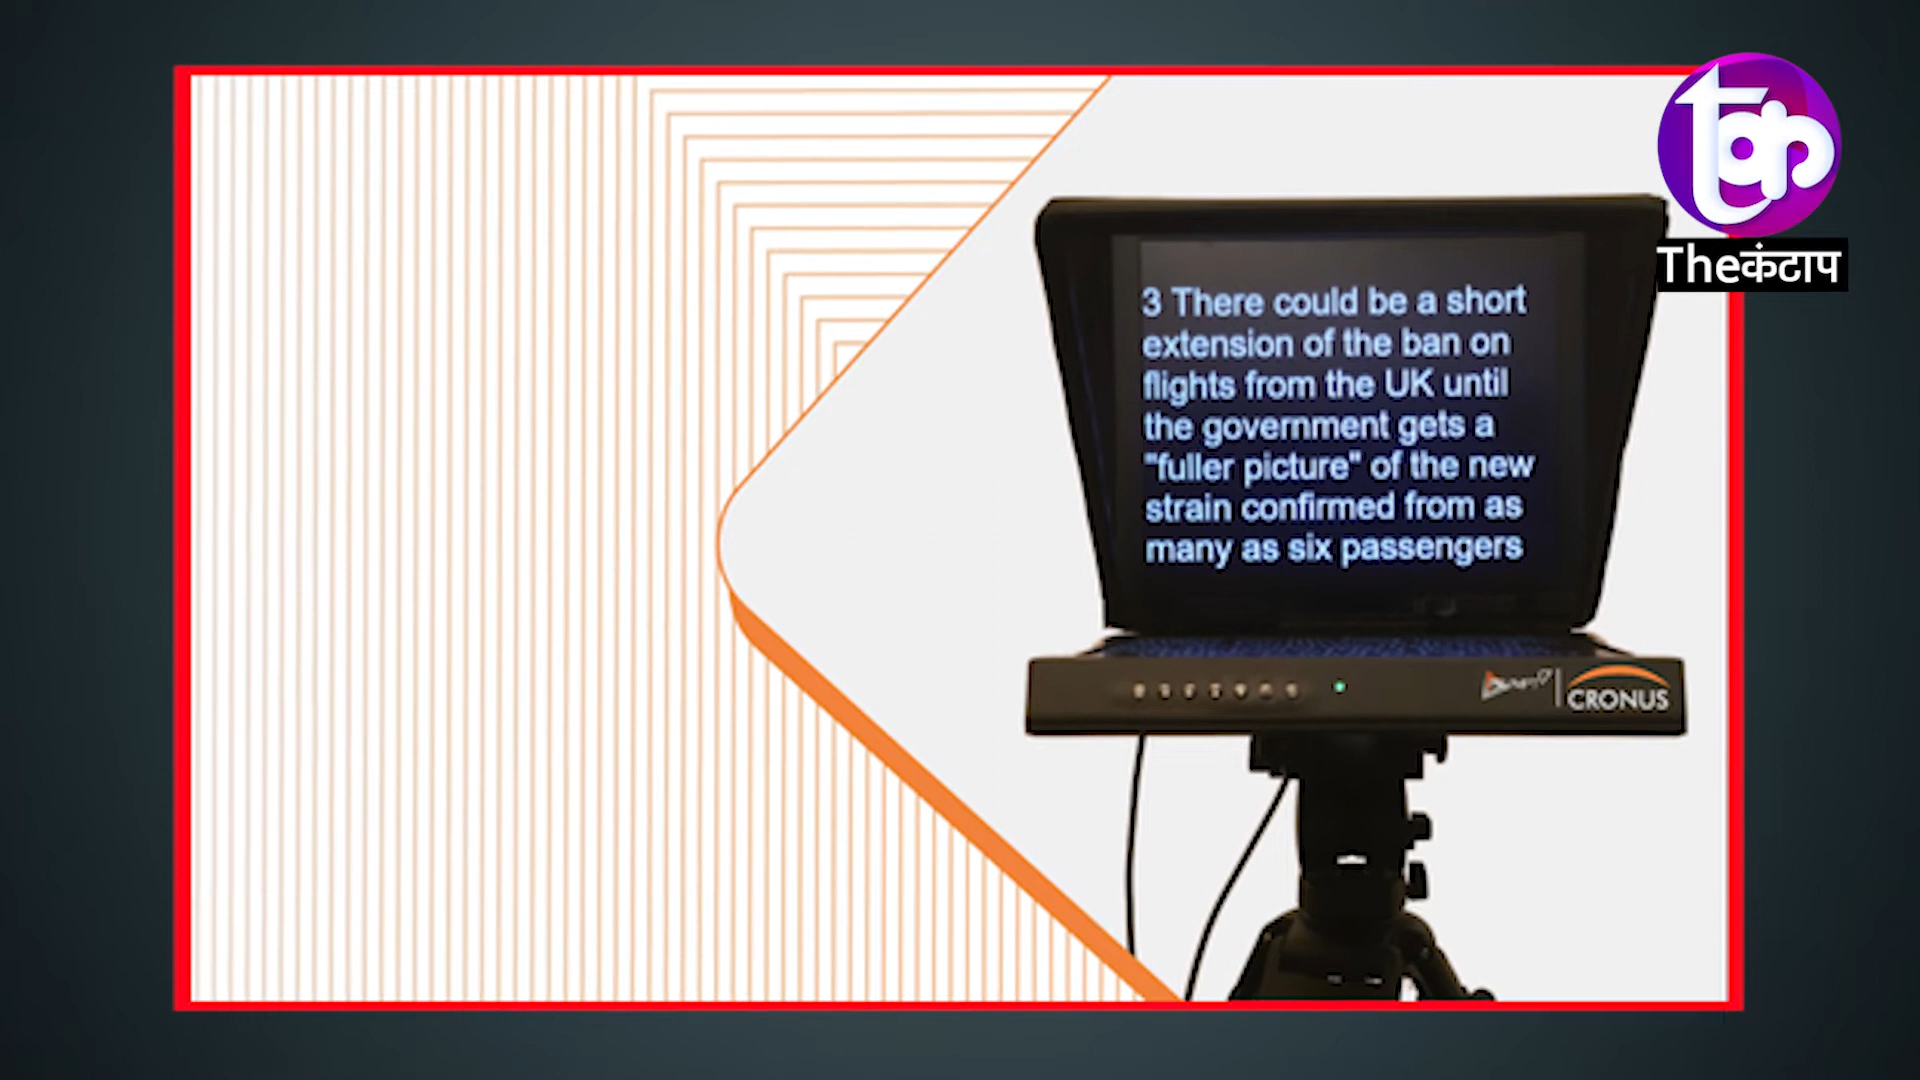 Theकंटाप
3 There could be a short
extension of the ban on
flights from the UK until
the government gets a
"fuller picture" of the new
strain confirmed from as
many as six passengers
CRONUS